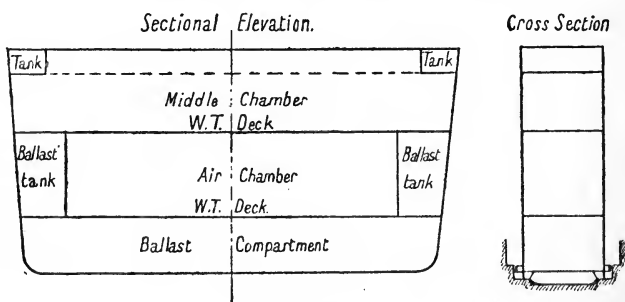 Sectional Elevation.
Cross Section
Tank
Tank
Middle Chamber
W.T. Deck
Ballast
tank
Ballast
tank
Air Chamber
W.T. Deck.
Ballast Compartment